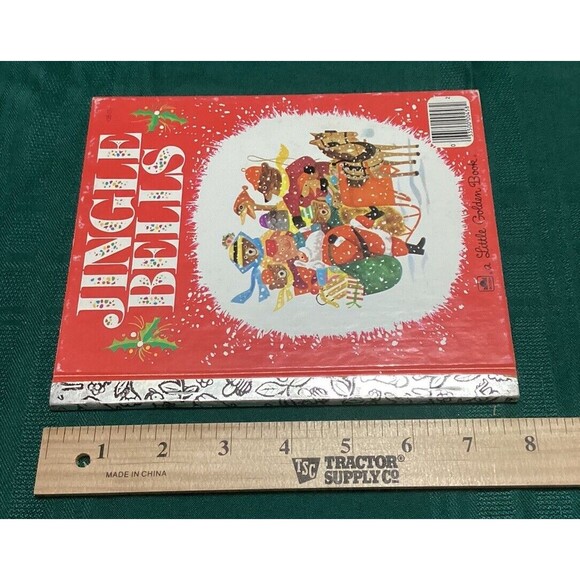 JINGLE
BELLS
a Little Golden Book
1 2 3 4 5 6 7 8
MADE IN CHINA
TSC TRACTOR
SUPPLY CO